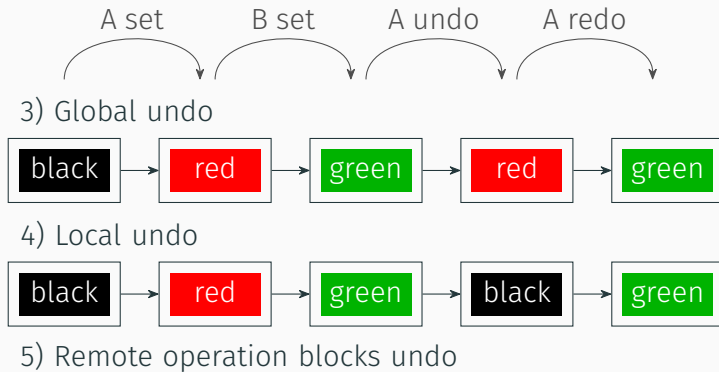 A set B set A undo A redo
3) Global undo
black red green red green
4) Local undo
black red green black green
5) Remote operation blocks undo